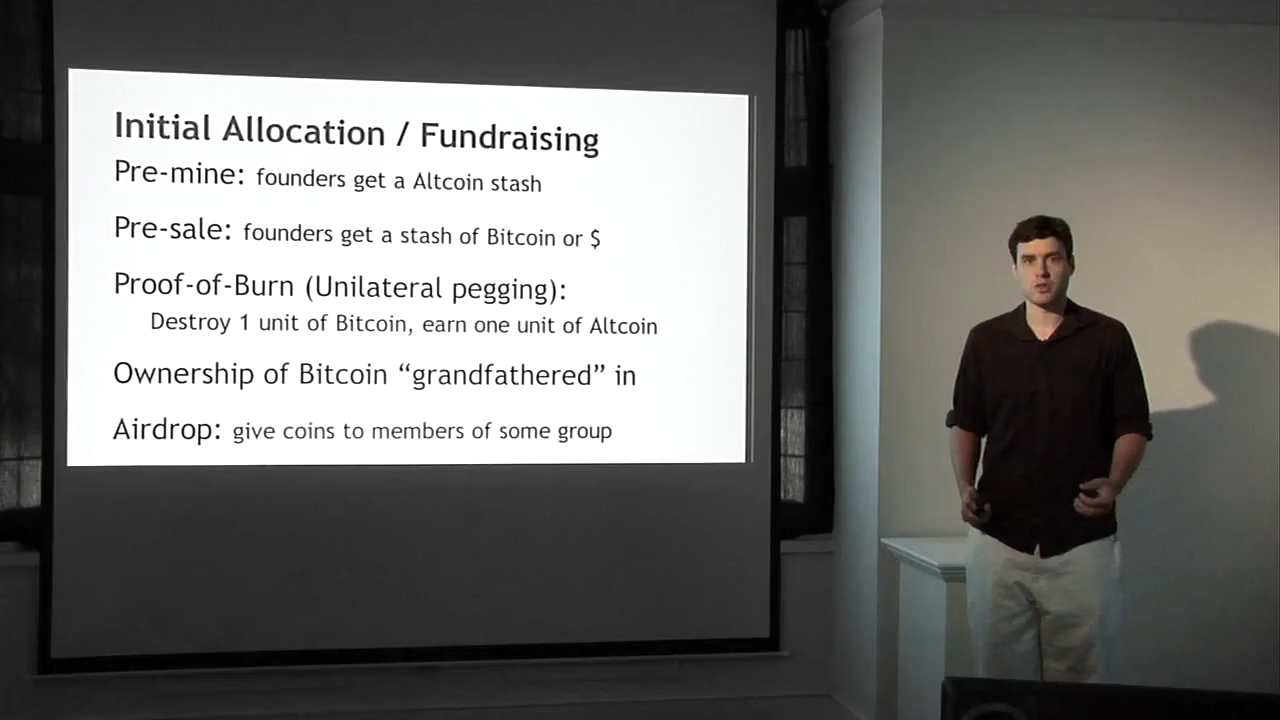 Initial Allocation / Fundraising
Pre-mine: founders get a Altcoin stash
Pre-sale: founders get a stash of Bitcoin or $
Proof-of-Burn (Unilateral pegging):
Destroy 1 unit of Bitcoin, earn one unit of Altcoin
Ownership of Bitcoin “grandfathered” in
Airdrop: give coins to members of some group